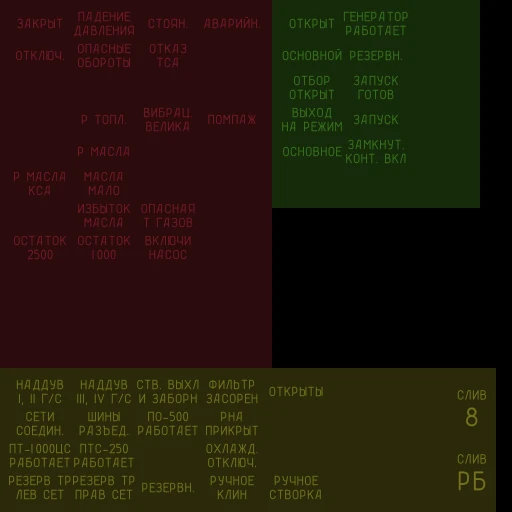 ЗАКРЫТ
ПАДЕНИЕ
ДАВЛЕНИЯ
СТОЯН.
АВАРИЙН.
ОТКЛЮЧ.
ОПАСНЫЕ
ОБОРОТЫ
ОТКАЗ
ТСА
Р ТОПЛ.
ВИБРАЦ.
ВЕЛИКА
ПОМПАЖ
Р МАСЛА
Р МАСЛА
КСА
МАСЛА
МАЛО
ИЗБЫТОК
МАСЛА
ОПАСНАЯ
Т ГАЗОВ
ОСТАТОК
2500
ОСТАТОК
1000
ВКЛЮЧИ
НАСОС
ОТКРЫТ
ГЕНЕРАТОР
РАБОТАЕТ
ОСНОВНОЙ
РЕЗЕРВН.
ОТБОР
ОТКРЫТ
ЗАПУСК
ГОТОВ
ВЫХОД
НА РЕЖИМ
ЗАПУСК
ОСНОВНОЕ
ЗАМКНУТ.
КОНТ. ВКЛ
НАДДУВ
I, II Г/С
НАДДУВ
III, IV Г/С
СТВ. ВЫХЛ
И ЗАБОРН
ФИЛЬТР
ЗАСОРЕН
ОТКРЫТЫ
СЛИВ
8
СЕТИ
СОЕДИН.
ШИНЫ
РАЗЪЕД.
ПО-500
РАБОТАЕТ
РНА
ПРИКРЫТ
ПТ-1000ЦС
РАБОТАЕТ
ПТС-250
РАБОТАЕТ
ОХЛАЖД.
ОТКЛЮЧ.
СЛИВ
РБ
РЕЗЕРВ ТР
ЛЕВ СЕТ
РЕЗЕРВ ТР
ПРАВ СЕТ
РЕЗЕРВН.
РУЧНОЕ
КЛИН
РУЧНОЕ
СТВОРКА